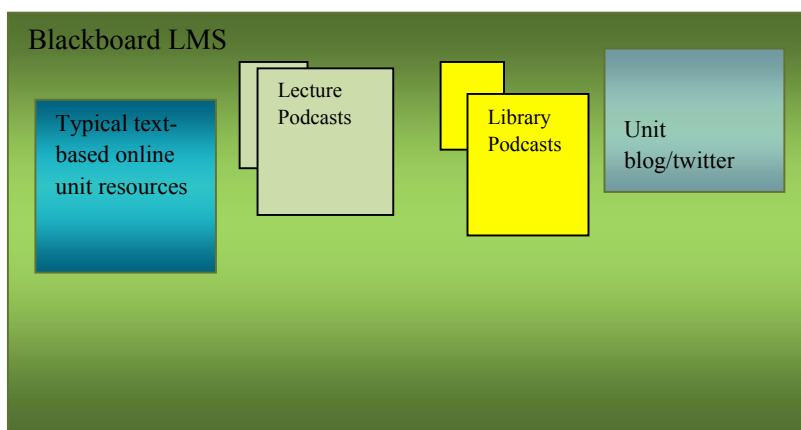 Blackboard LMS
Typical text-
based online
unit resources
Lecture
Podcasts
Library
Podcasts
Unit
blog/twitter